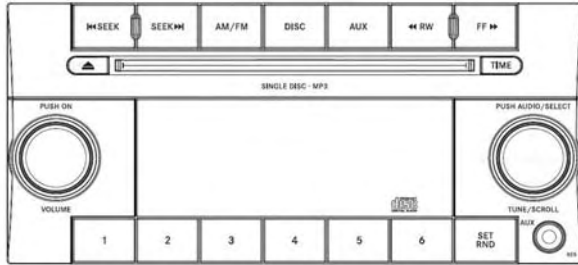 ⏮SEEK SEEK⏭ AM/FM DISC AUX ◀◀ RW FF ▶▶
TIME
SINGLE DISC · MP3
PUSH ON PUSH AUDIO/SELECT
disc
VOLUME TUNE/SCROLL
1 2 3 4 5 6 SET
RND
AUX